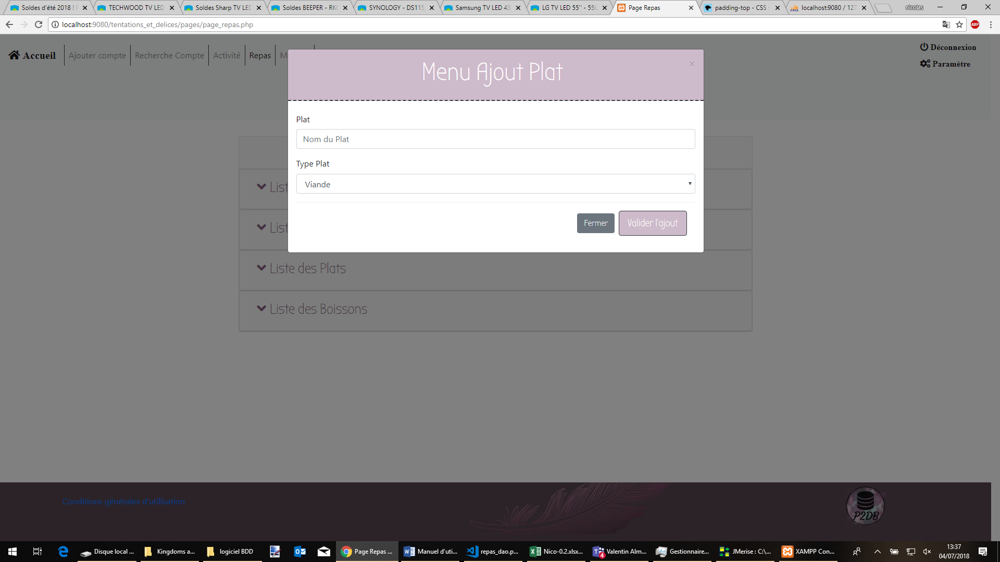 Soldes d'été 2018 !
TECHWOOD TV LED
Soldes Sharp TV LED
Soldes BEEPER - RK
SYNOLOGY - DS115
Samsung TV LED 43
LG TV LED 55" - 55U
Page Repas
padding-top - CSS
localhost:9080 / 127
nicolas
localhost:9080/tentations_et_delices/pages/page_repas.php
ABP
Accueil
Ajouter compte
Recherche Compte
Activité
Repas
Déconnexion
Paramètre
Menu Ajout Plat
×
Plat
Nom du Plat
Type Plat
Viande
Fermer
Valider l'ajout
List
List
Liste des Plats
Liste des Boissons
Conditions générales d'utilisation
P2DB
Disque local ...
Kingdoms a...
logiciel BDD
Page Repas ...
Manuel d'uti...
repas_dao.p...
Nico-0.2.xlsx...
4
Valentin Alm...
Gestionnaire...
JMerise : C:\...
XAMPP Con...
13:37
04/07/2018